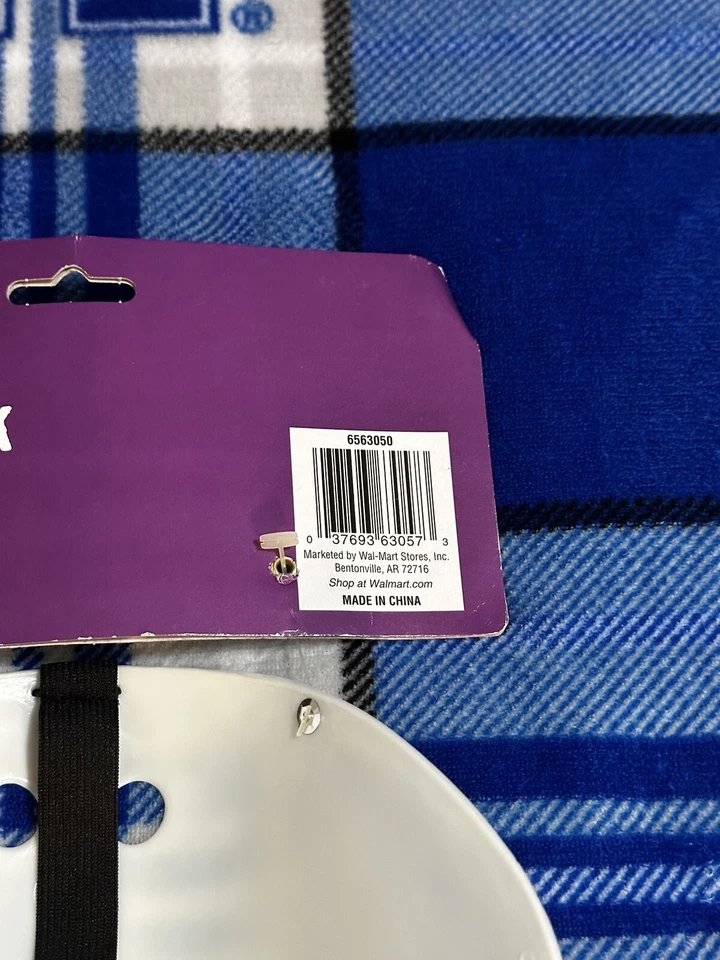 ®
6563050
0 37693 63057 3
Marketed by Wal-Mart Stores, Inc.
Bentonville, AR 72716
Shop at Walmart.com
MADE IN CHINA